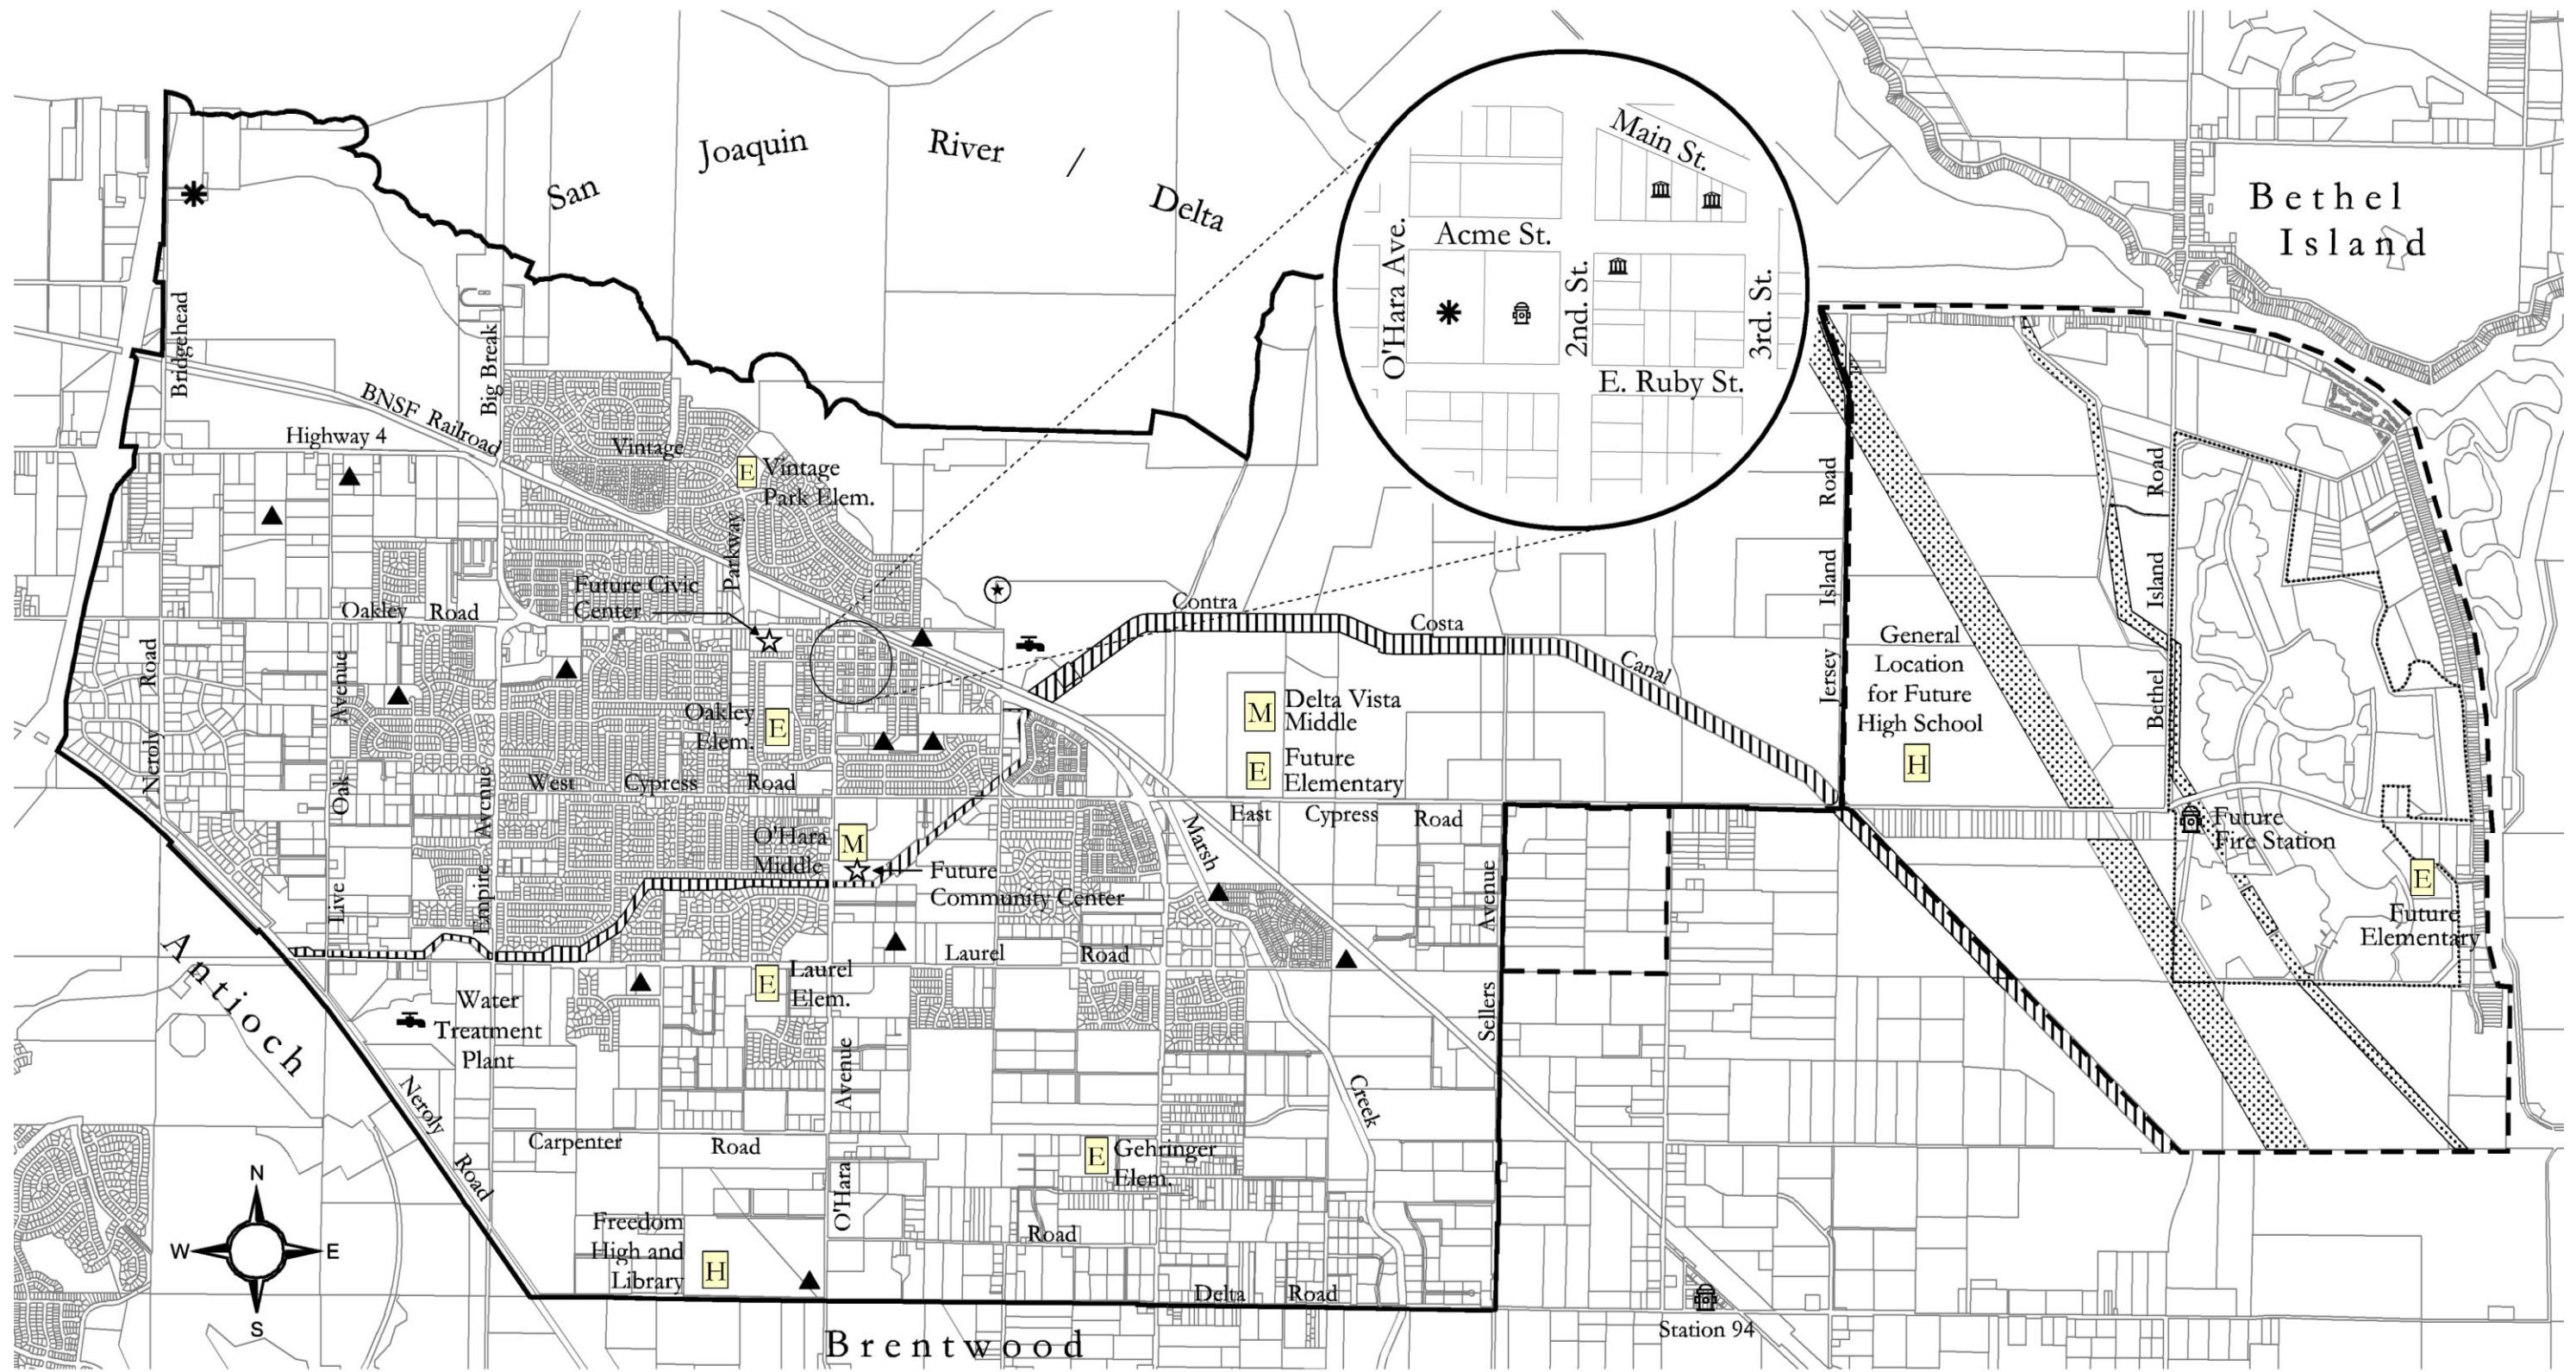 San
Joaquin
River
/
Delta
Main St.
Acme St.
O'Hara Ave.
2nd. St.
3rd. St.
E. Ruby St.
Bethel
Island
Bridgehead
Big Break
BNSF Railroad
Highway 4
Vintage
E
Vintage
Park Elem.
Parkway
Future Civic
Center
Oakley Road
Contra
Costa
Canal
Jersey Island Road
Bethel Island Road
General
Location
for Future
High School
H
Neroly Road
Live Oak Avenue
Empire Avenue
Oakley
Elem.
E
M
Delta Vista
Middle
E
Future
Elementary
West Cypress Road
East Cypress Road
O'Hara
Middle
M
Future
Community Center
Marsh
Creek
Sellers Avenue
Future
Fire Station
E
Future
Elementary
Laurel Road
E
Laurel
Elem.
Water
Treatment
Plant
Antioch
Neroly
Road
O'Hara Avenue
Carpenter Road
E
Gehringer
Elem.
Road
Freedom
High and
Library
H
Delta Road
Station 94
Brentwood
N
W
E
S